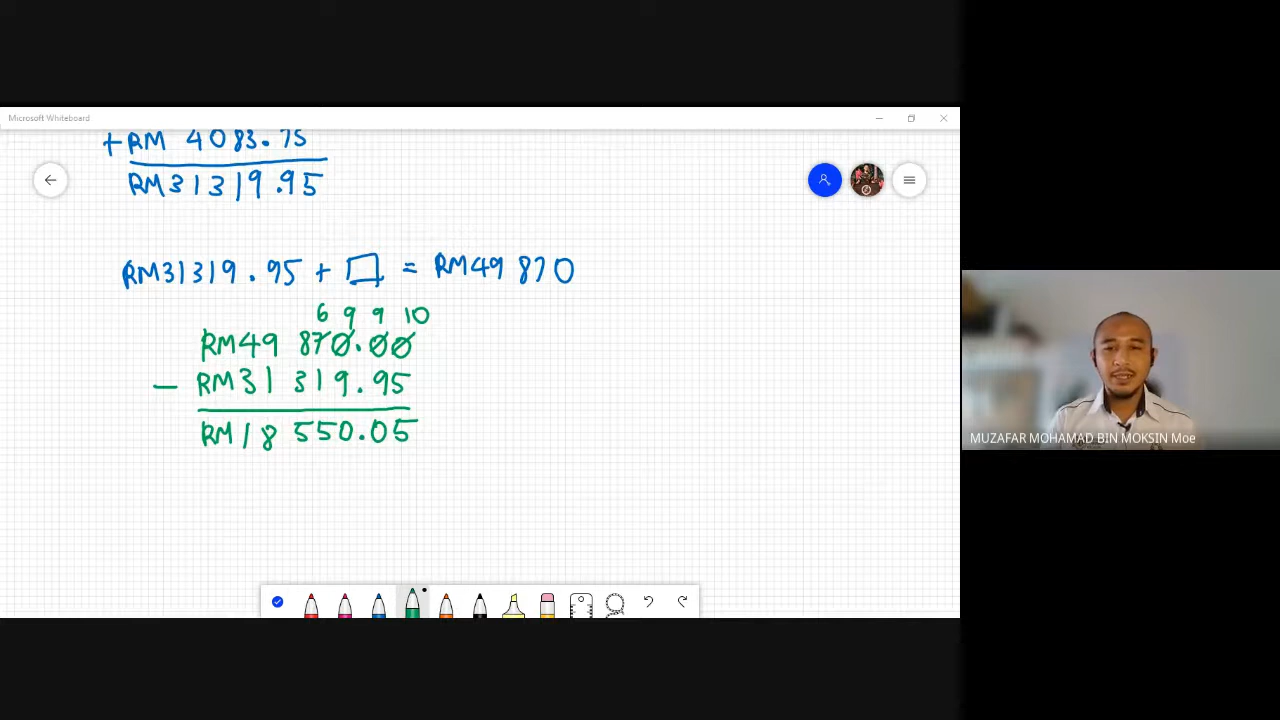 Microsoft Whiteboard
+RM 4083.75
RM31319.95
RM31319.95 + □ = RM49 870
6 9 9 10
RM49 870.00
- RM31 319.95
RM18 550.05
MUZAFAR MOHAMAD BIN MOKSIN Moe